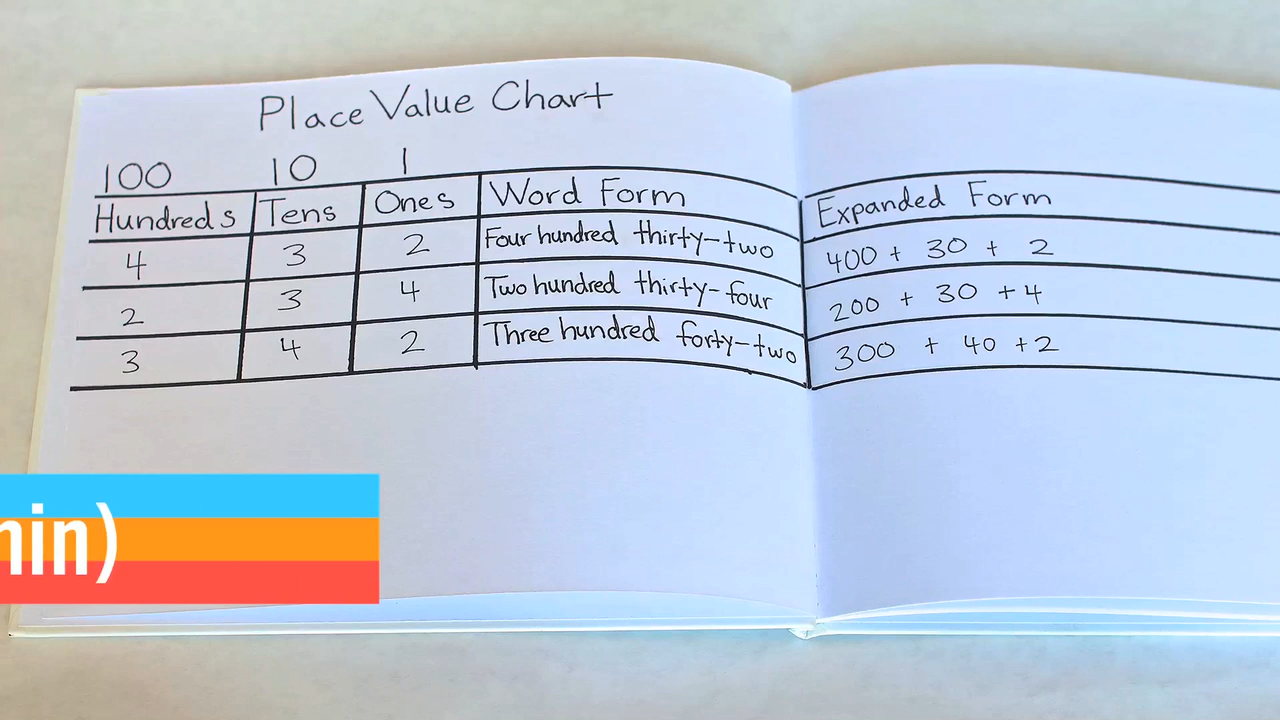 Place Value Chart
100 10 1
Hundreds Tens Ones Word Form Expanded Form
4 3 2 Four hundred thirty-two 400 + 30 + 2
2 3 4 Two hundred thirty-four 200 + 30 + 4
3 4 2 Three hundred forty-two 300 + 40 + 2
min)